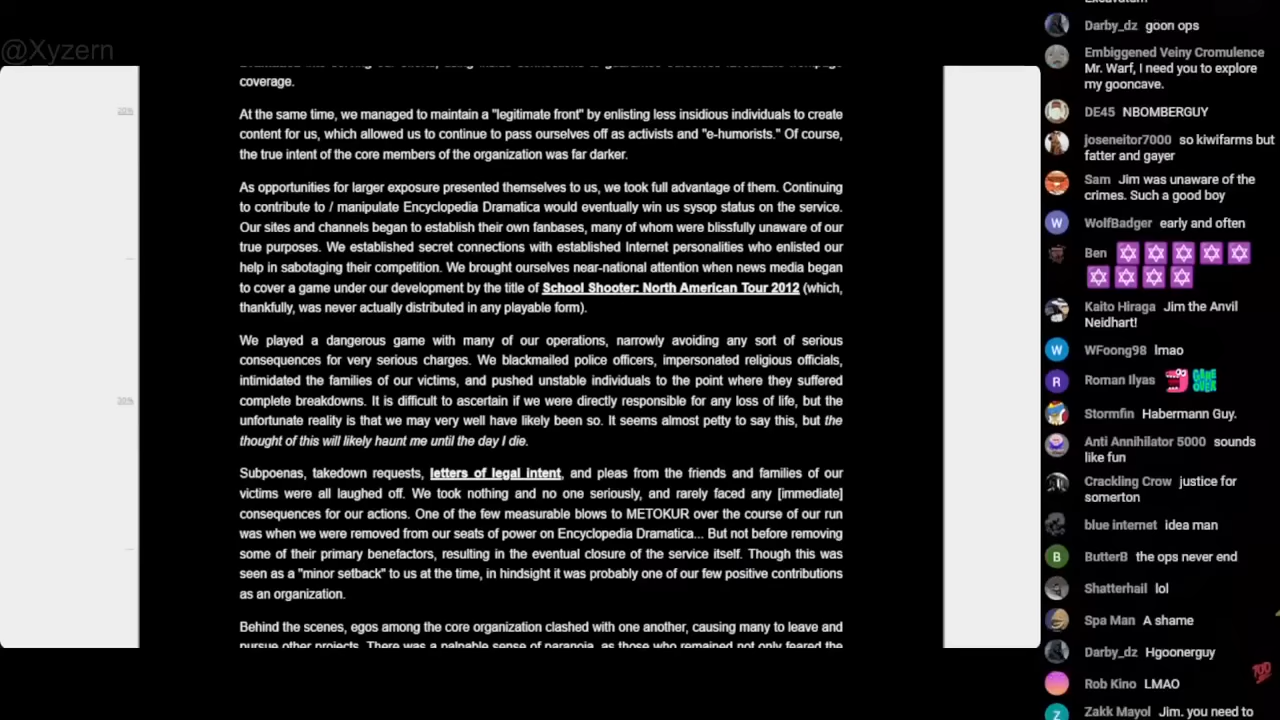 @Xyzern
coverage.
At the same time, we managed to maintain a "legitimate front" by enlisting less insidious individuals to create
content for us, which allowed us to continue to pass ourselves off as activists and "e-humorists." Of course,
the true intent of the core members of the organization was far darker.
As opportunities for larger exposure presented themselves to us, we took full advantage of them. Continuing
to contribute to / manipulate Encyclopedia Dramatica would eventually win us sysop status on the service.
Our sites and channels began to establish their own fanbases, many of whom were blissfully unaware of our
true purposes. We established secret connections with established Internet personalities who enlisted our
help in sabotaging their competition. We brought ourselves near-national attention when news media began
to cover a game under our development by the title of School Shooter: North American Tour 2012 (which,
thankfully, was never actually distributed in any playable form).
We played a dangerous game with many of our operations, narrowly avoiding any sort of serious
consequences for very serious charges. We blackmailed police officers, impersonated religious officials,
intimidated the families of our victims, and pushed unstable individuals to the point where they suffered
complete breakdowns. It is difficult to ascertain if we were directly responsible for any loss of life, but the
unfortunate reality is that we may very well have likely been so. It seems almost petty to say this, but the
thought of this will likely haunt me until the day I die.
Subpoenas, takedown requests, letters of legal intent, and pleas from the friends and families of our
victims were all laughed off. We took nothing and no one seriously, and rarely faced any [immediate]
consequences for our actions. One of the few measurable blows to METOKUR over the course of our run
was when we were removed from our seats of power on Encyclopedia Dramatica... But not before removing
some of their primary benefactors, resulting in the eventual closure of the service itself. Though this was
seen as a "minor setback" to us at the time, in hindsight it was probably one of our few positive contributions
as an organization.
Behind the scenes, egos among the core organization clashed with one another, causing many to leave and
pursue other projects. There was a palpable sense of paranoia, as those who remained not only feared the
Darby_dz goon ops
Embiggened Veiny Cromulence
Mr. Warf, I need you to explore
my gooncave.
DE45 NBOMBERGUY
joseneitor7000 so kiwifarms but
fatter and gayer
Sam Jim was unaware of the
crimes. Such a good boy
W
WolfBadger early and often
Ben
Kaito Hiraga Jim the Anvil
Neidhart!
W
WFoong98 lmao
R
Roman Ilyas GAME OVER
Stormfin Habermann Guy.
Anti Annihilator 5000 sounds
like fun
Crackling Crow justice for
somerton
blue internet idea man
B
ButterB the ops never end
Shatterhail lol
Spa Man A shame
Darby_dz Hgoonerguy
100
Rob Kino LMAO
Z
Zakk Mayol Jim. you need to